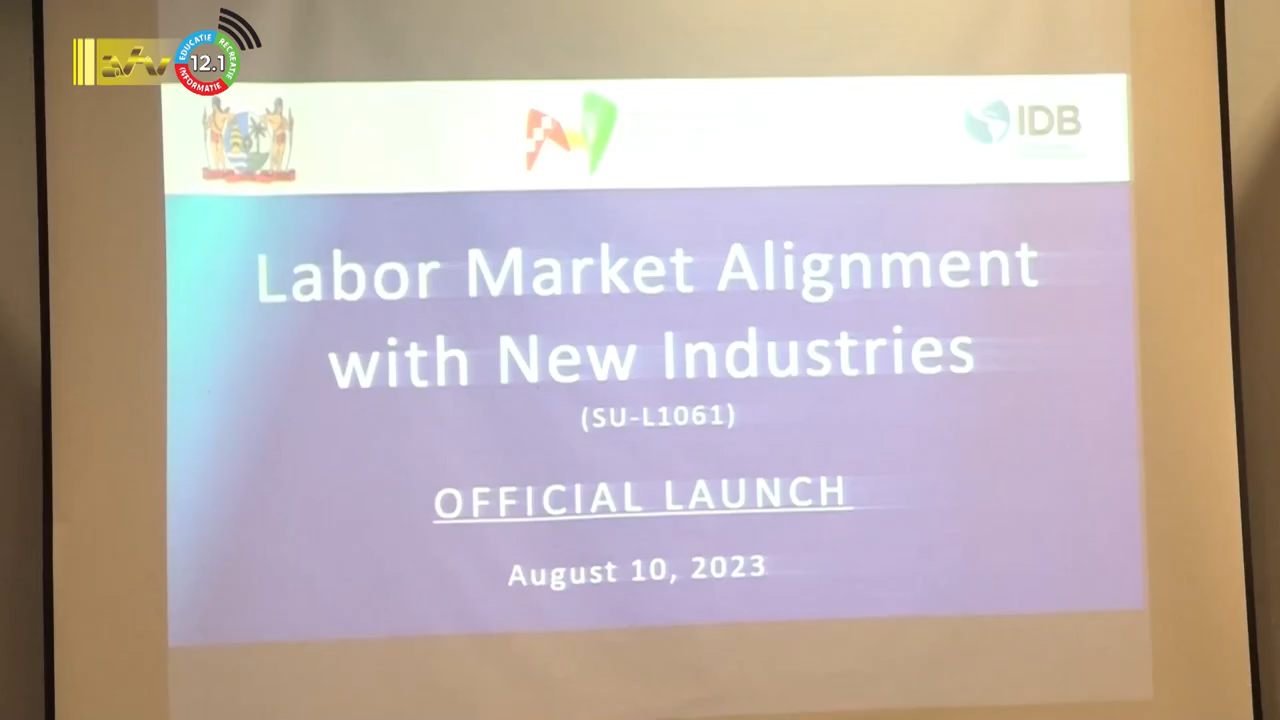 EDUCATIE
RECREATIE
INFORMATIE
12.1
IDB
Labor Market Alignment
with New Industries
(SU-L1061)
OFFICIAL LAUNCH
August 10, 2023